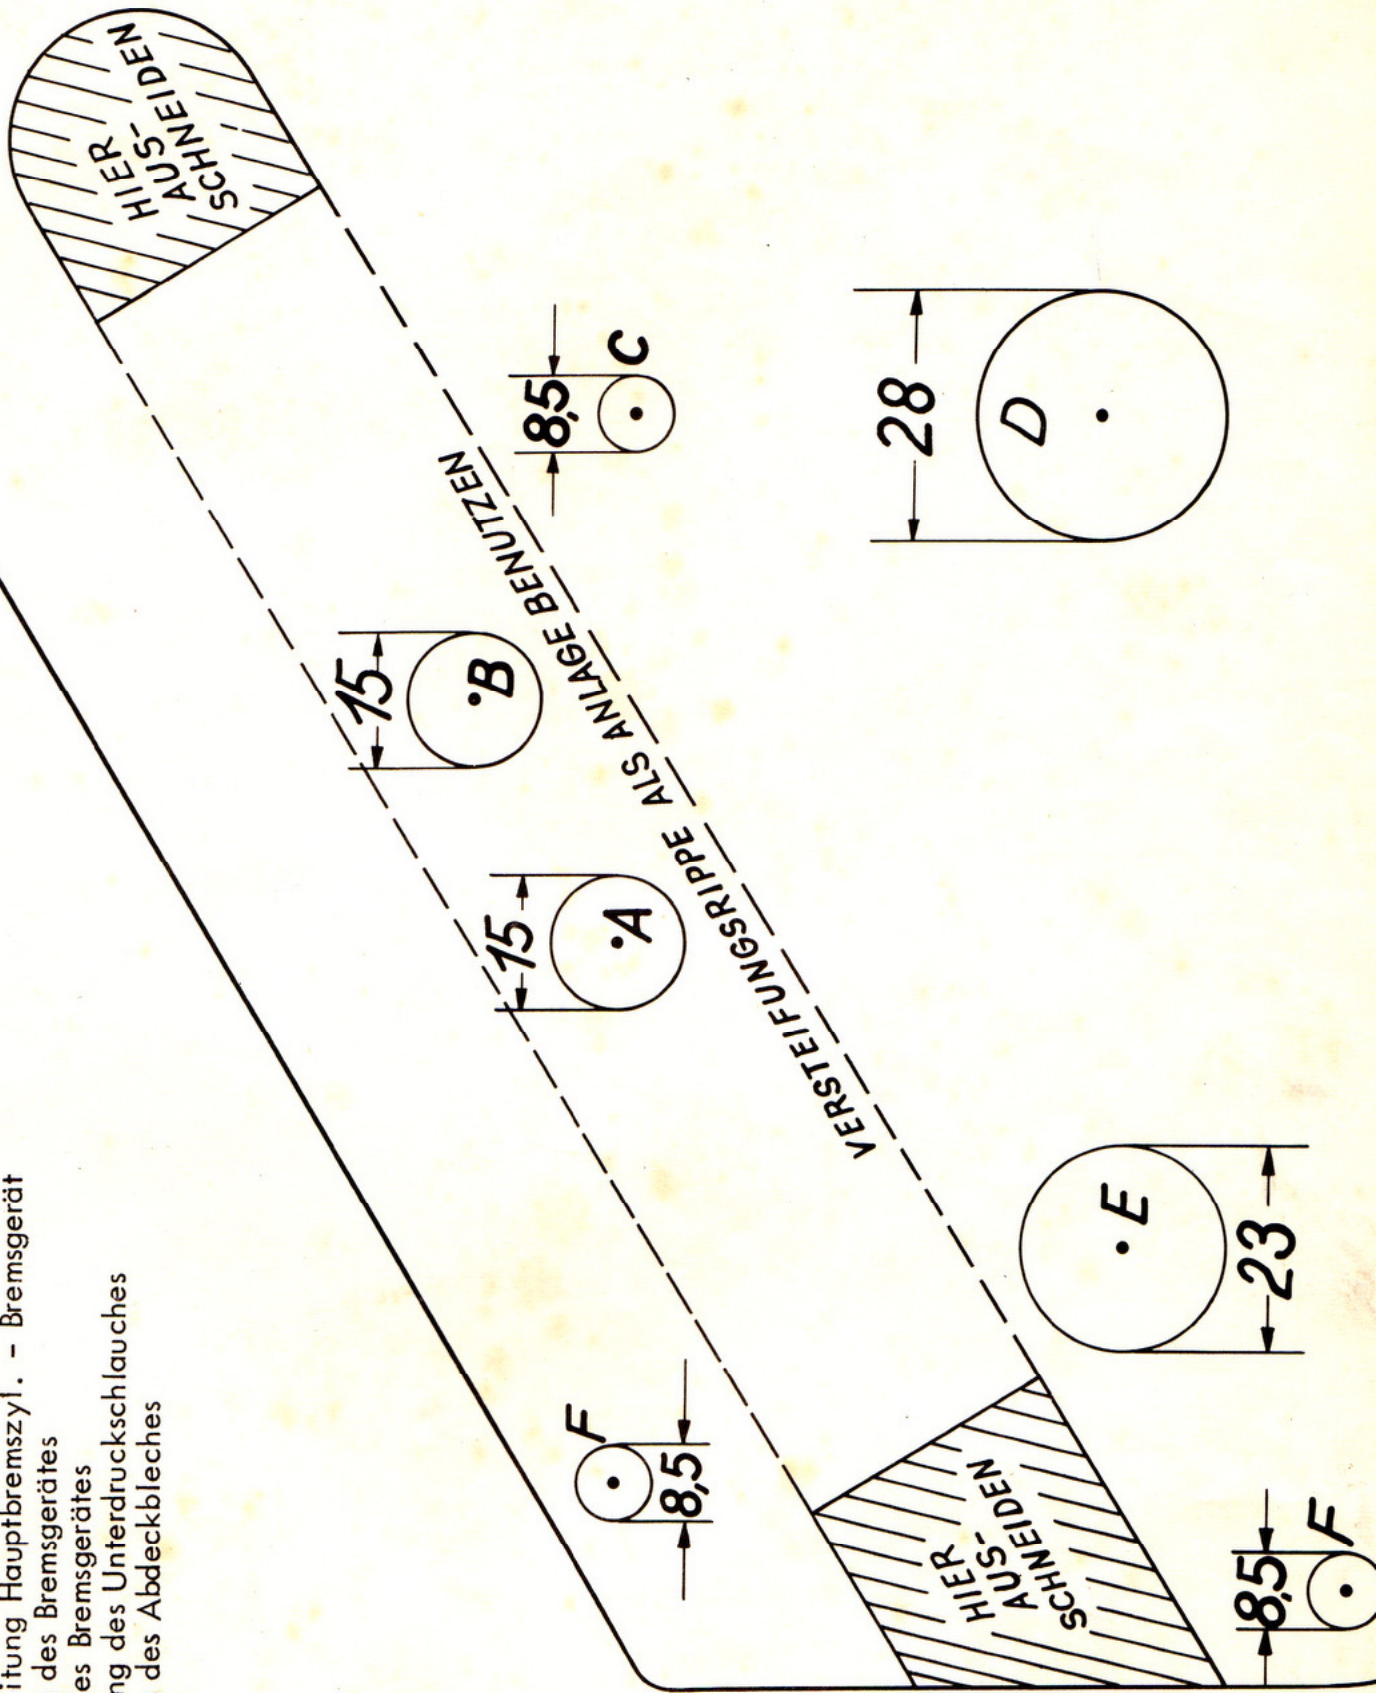 itung Hauptbremszyl. - Bremsgerät
des Bremsgerätes
es Bremsgerätes
ng des Unterdruckschlauches
des Abdeckbleches
HIER
AUS-
SCHNEIDEN
8,5
C
28
D
15
B
VERSTEIFUNGSRIPPE ALS ANLAGE BENUTZEN
15
A
E
23
F
8,5
HIER
AUS-
SCHNEIDEN
8,5
F